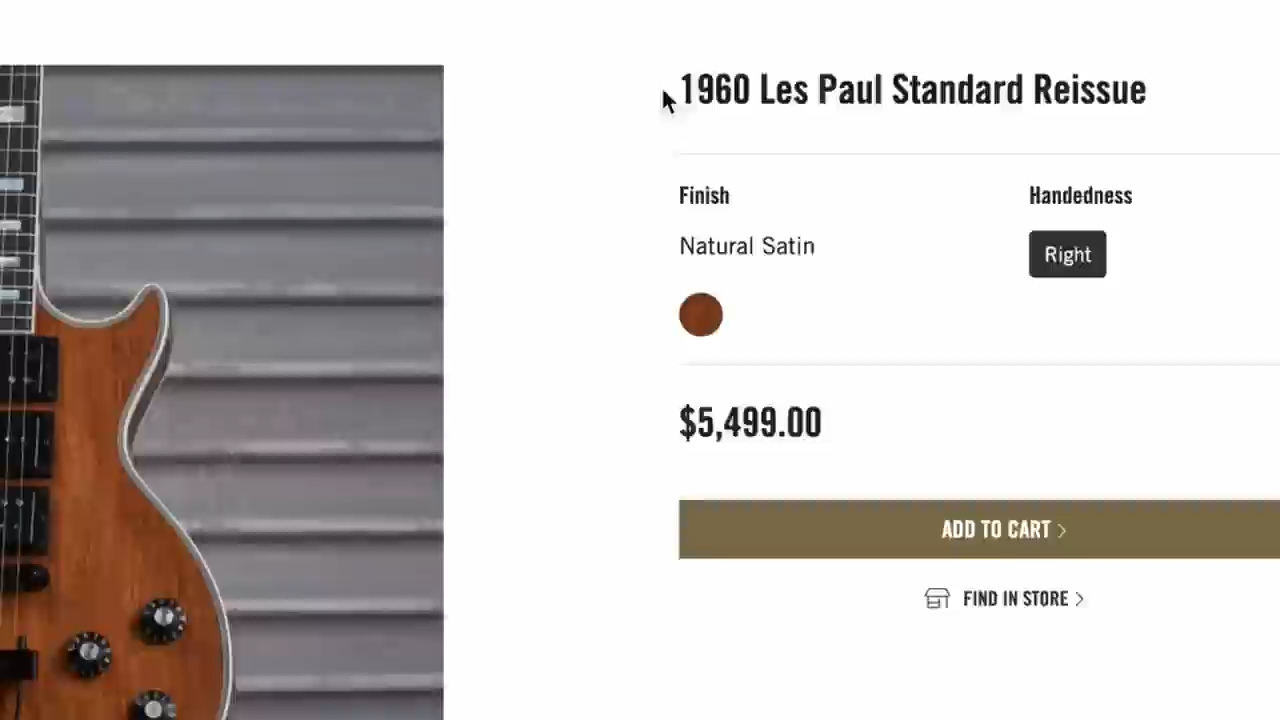 1960 Les Paul Standard Reissue
Finish
Handedness
Natural Satin
Right
$5,499.00
ADD TO CART >
FIND IN STORE >